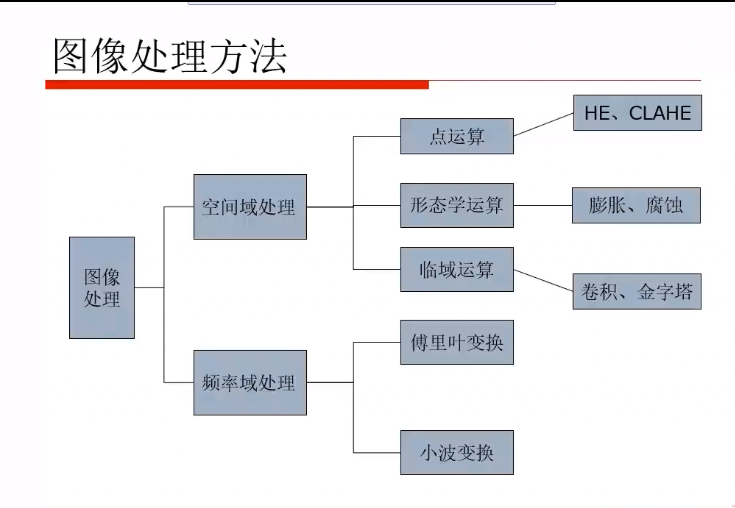 图像处理方法
HE、CLAHE
点运算
空间域处理
形态学运算
膨胀、腐蚀
临域运算
图像
处理
卷积、金字塔
傅里叶变换
频率域处理
小波变换